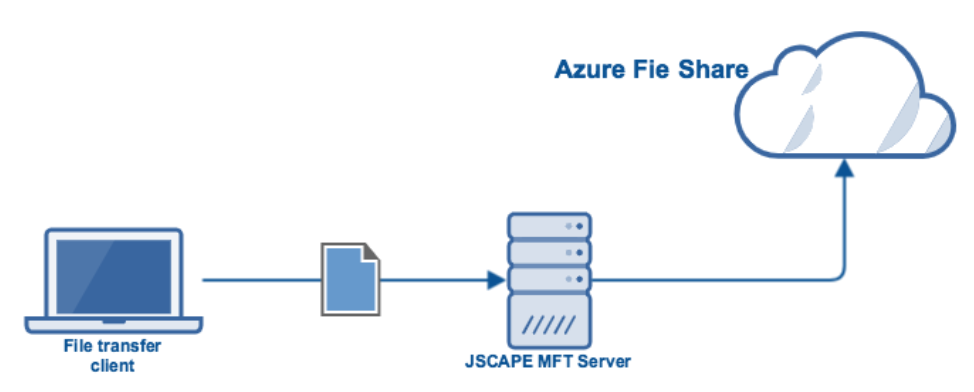 Azure Fie Share
File transfer
client
JSCAPE MFT Server